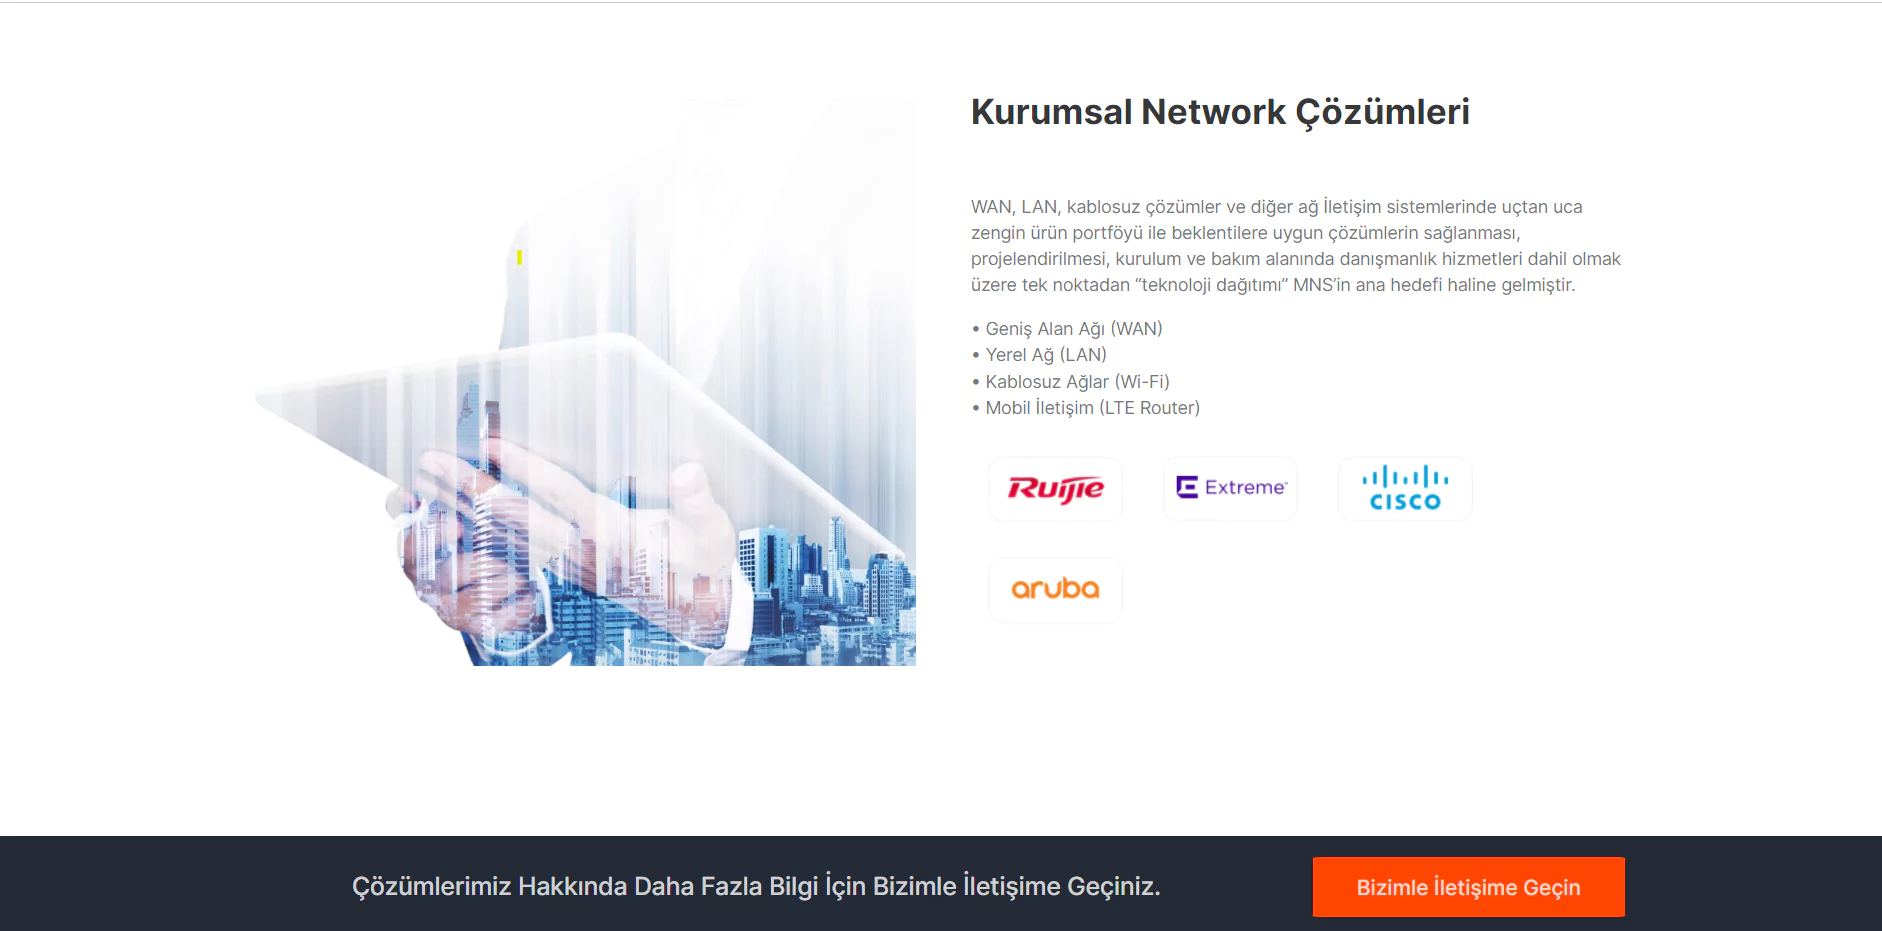 Kurumsal Network Çözümleri
WAN, LAN, kablosuz çözümler ve diğer ağ İletişim sistemlerinde uçtan uca
zengin ürün portföyü ile beklentilere uygun çözümlerin sağlanması,
projelendirilmesi, kurulum ve bakım alanında danışmanlık hizmetleri dahil olmak
üzere tek noktadan “teknoloji dağıtımı” MNS’in ana hedefi haline gelmiştir.
• Geniş Alan Ağı (WAN)
• Yerel Ağ (LAN)
• Kablosuz Ağlar (Wi-Fi)
• Mobil İletişim (LTE Router)
Ruijie
Extreme™
CISCO
aruba
Çözümlerimiz Hakkında Daha Fazla Bilgi İçin Bizimle İletişime Geçiniz.
Bizimle İletişime Geçin